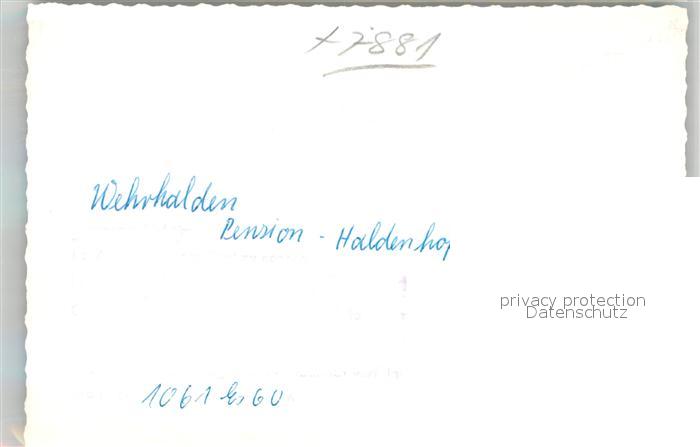 +7881
Wehrhalden
Pension - Haldenhof
privacy protection
Datenschutz
1061
60